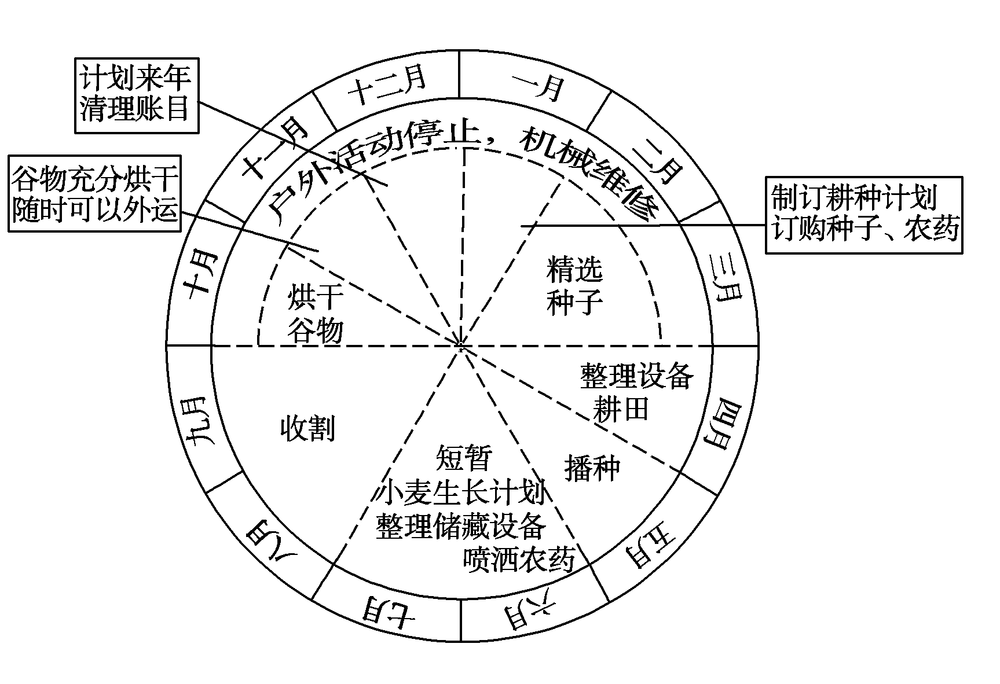 计划来年
清理账目
谷物充分烘干
随时可以外运
制订耕种计划
订购种子、农药
一月
二月
三月
四月
五月
六月
七月
八月
九月
十月
十一月
十二月
户外活动停止，机械维修
精选
种子
烘干
谷物
整理设备
耕田
播种
收割
短暂
小麦生长计划
整理储藏设备
喷洒农药